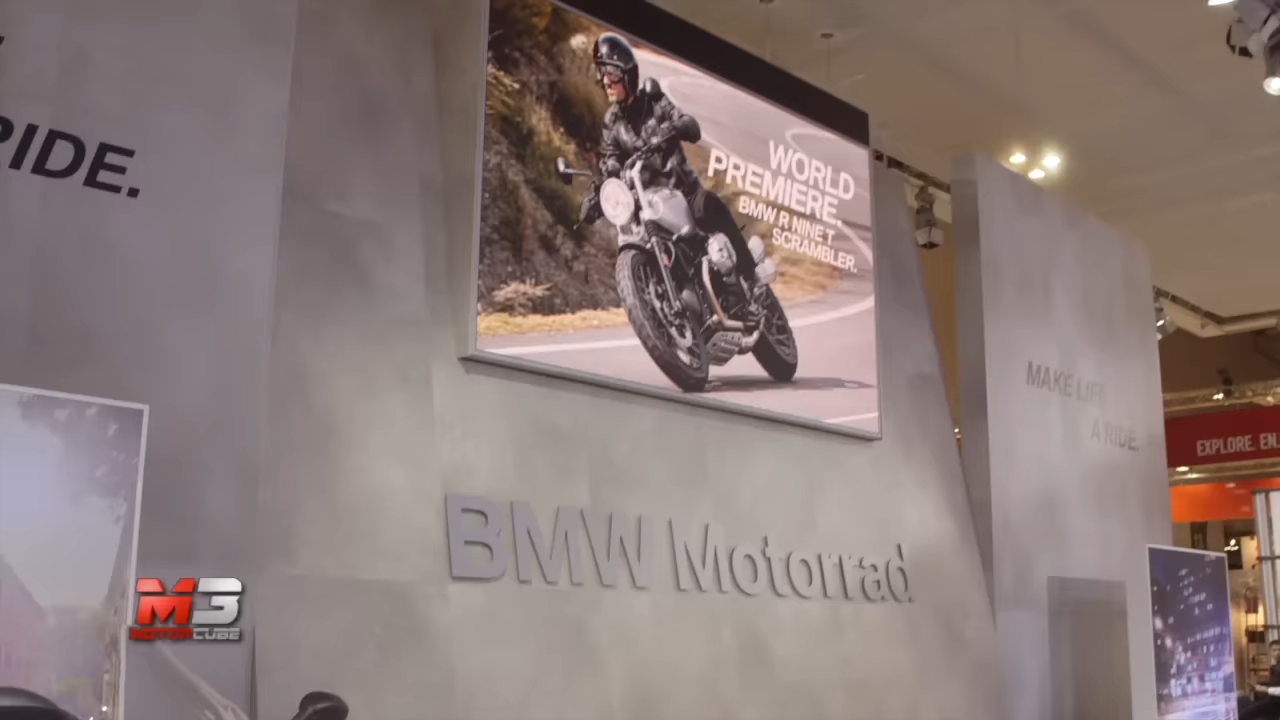 RIDE.
WORLD
PREMIERE.
BMW R NINE T
SCRAMBLER.
MAKE LIFE
A RIDE.
EXPLORE. EN
BMW Motorrad
M3
MOTORCUBE